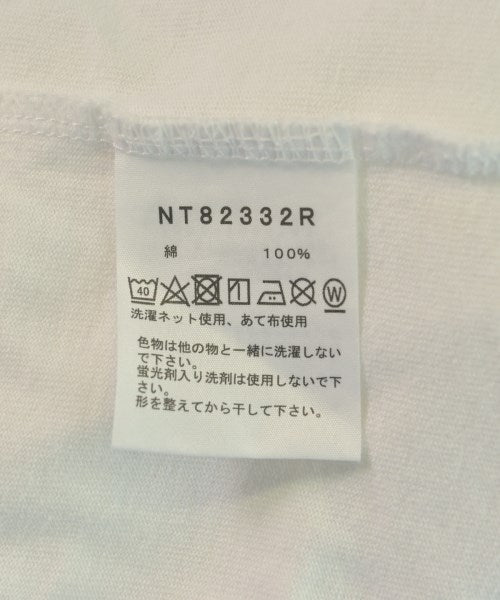 NT82332R
綿 100%
40 W
洗濯ネット使用、あて布使用
色物は他の物と一緒に洗濯しない
で下さい。
蛍光剤入り洗剤は使用しないで下
さい。
形を整えてから干して下さい。